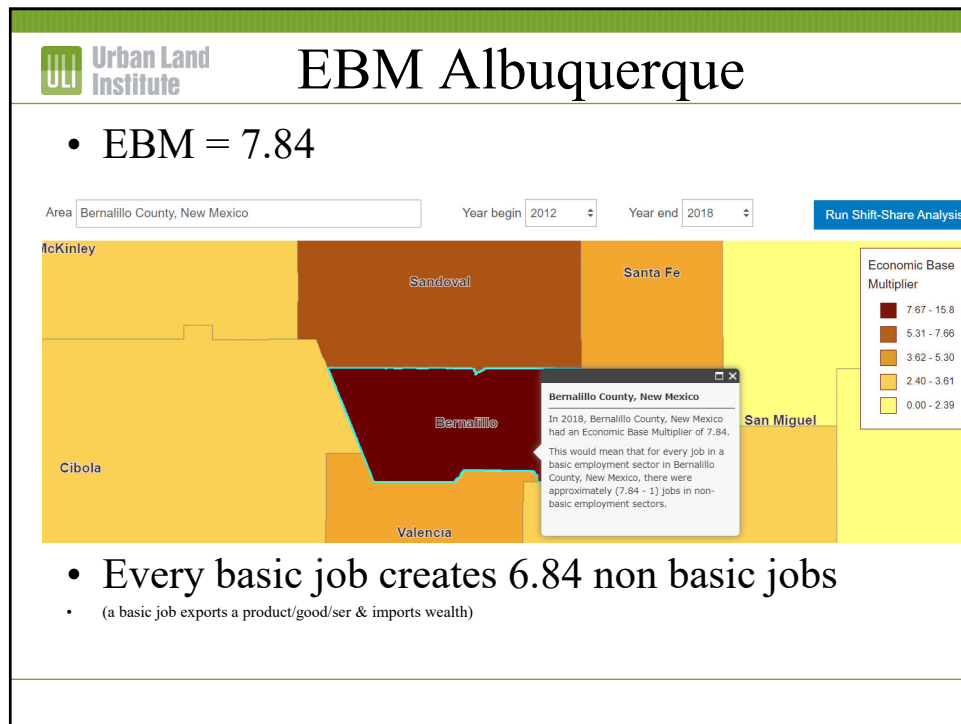 ULI Urban Land Institute
EBM Albuquerque
• EBM = 7.84
Area Bernalillo County, New Mexico Year begin 2012 Year end 2018 Run Shift-Share Analysis
McKinley
Sandoval
Santa Fe
Economic Base
Multiplier
7.67 - 15.8
5.31 - 7.66
3.62 - 5.30
2.40 - 3.61
0.00 - 2.39
Bernalillo
Bernalillo County, New Mexico
In 2018, Bernalillo County, New Mexico
had an Economic Base Multiplier of 7.84.
This would mean that for every job in a
basic employment sector in Bernalillo
County, New Mexico, there were
approximately (7.84 - 1) jobs in non-
basic employment sectors.
San Miguel
Cibola
Valencia
• Every basic job creates 6.84 non basic jobs
• (a basic job exports a product/good/ser & imports wealth)